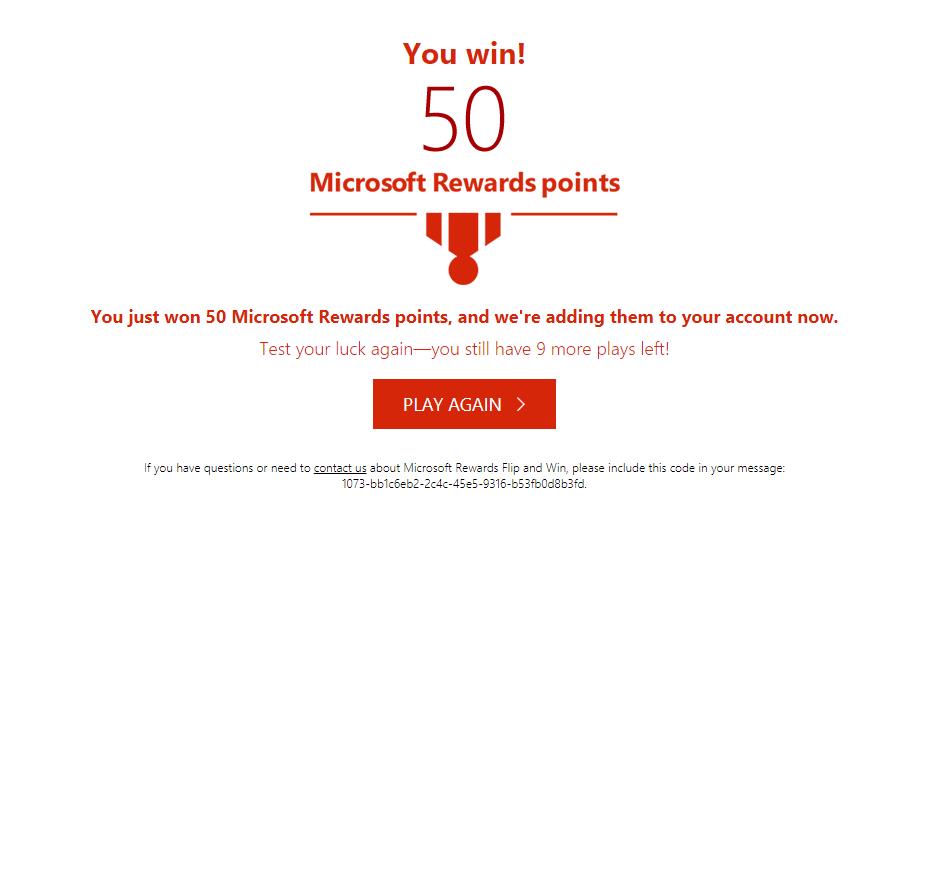 You win!
50
Microsoft Rewards points
You just won 50 Microsoft Rewards points, and we're adding them to your account now.
Test your luck again—you still have 9 more plays left!
PLAY AGAIN
If you have questions or need to contact us about Microsoft Rewards Flip and Win, please include this code in your message:
1073-bb1c6eb2-2c4c-45e5-9316-b53fb0d8b3fd.